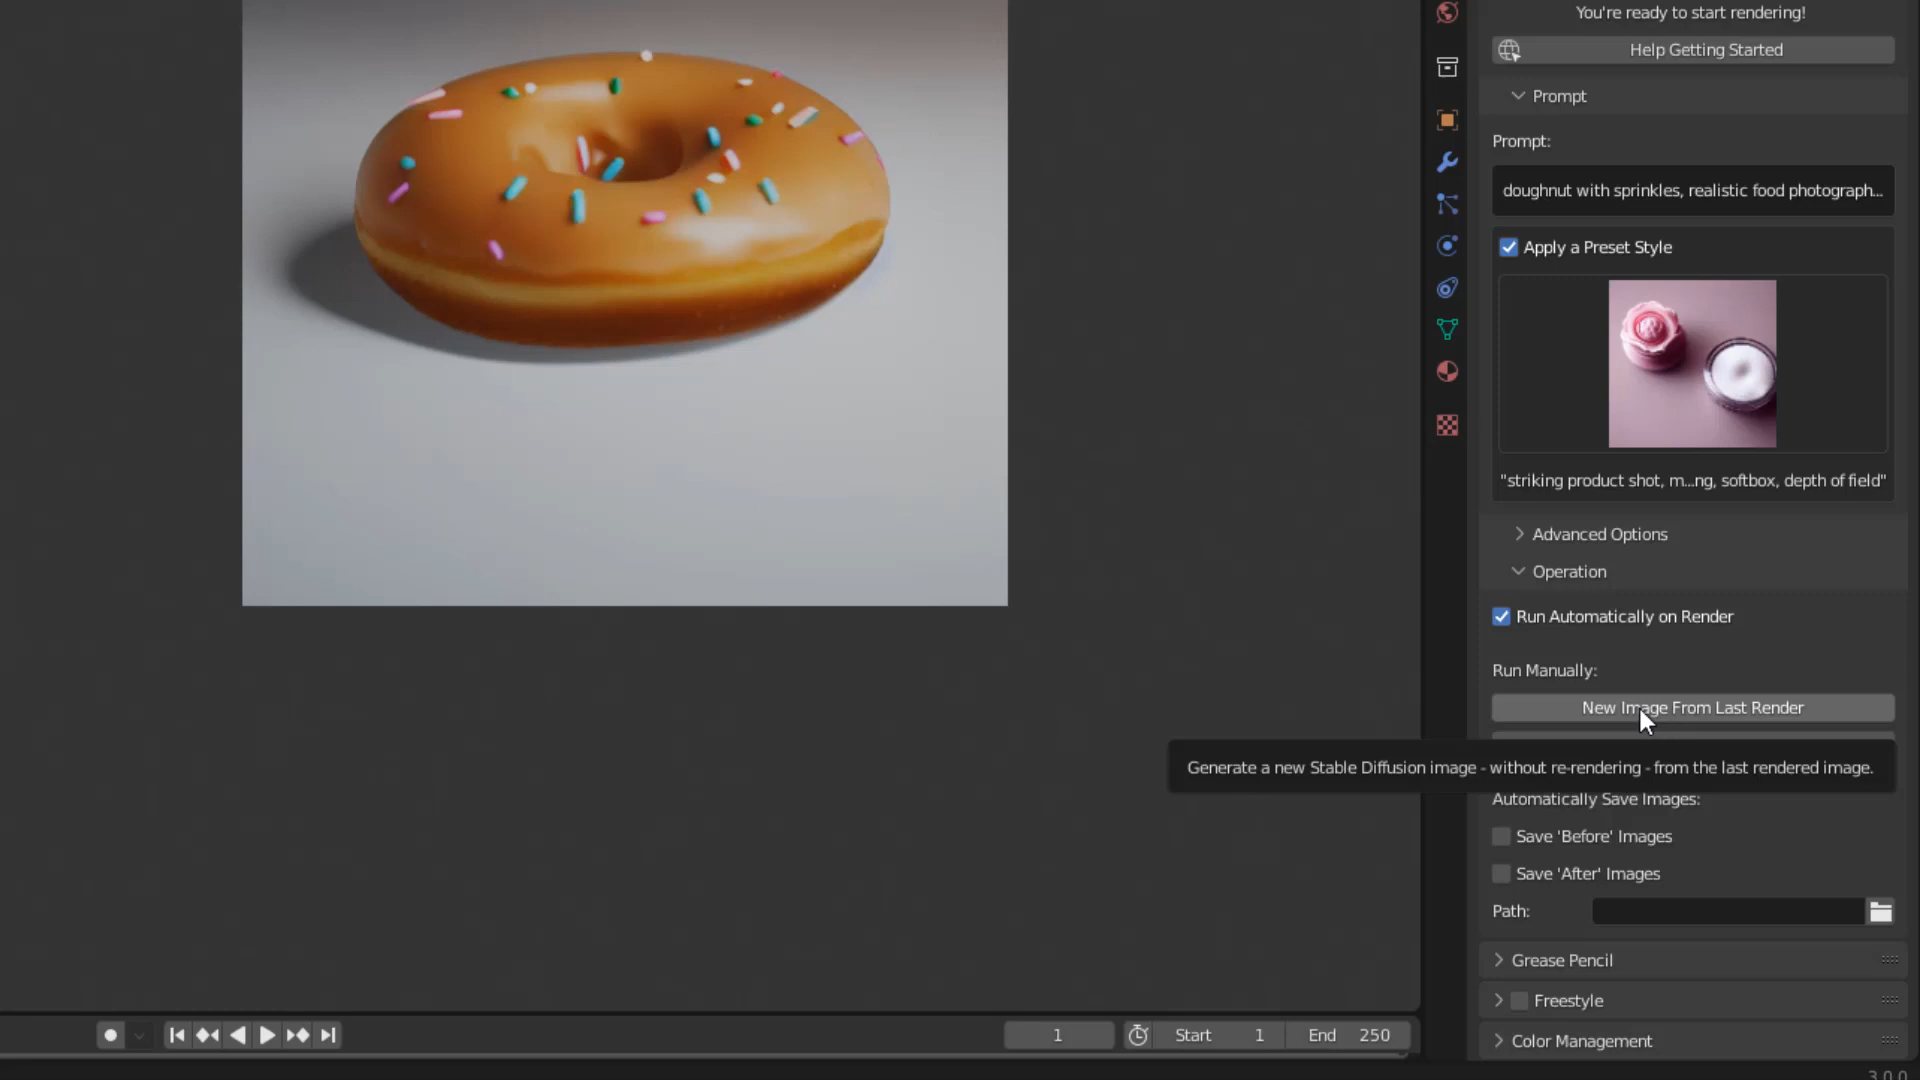 You're ready to start rendering!
Help Getting Started
Prompt
Prompt:
doughnut with sprinkles, realistic food photograph...
Apply a Preset Style
"striking product shot, m...ng, softbox, depth of field"
Advanced Options
Operation
Run Automatically on Render
Run Manually:
New Image From Last Render
Generate a new Stable Diffusion image - without re-rendering - from the last rendered image.
Automatically Save Images:
Save 'Before' Images
Save 'After' Images
Path:
Grease Pencil
Freestyle
Color Management
1
Start 1
End 250
3.0.0